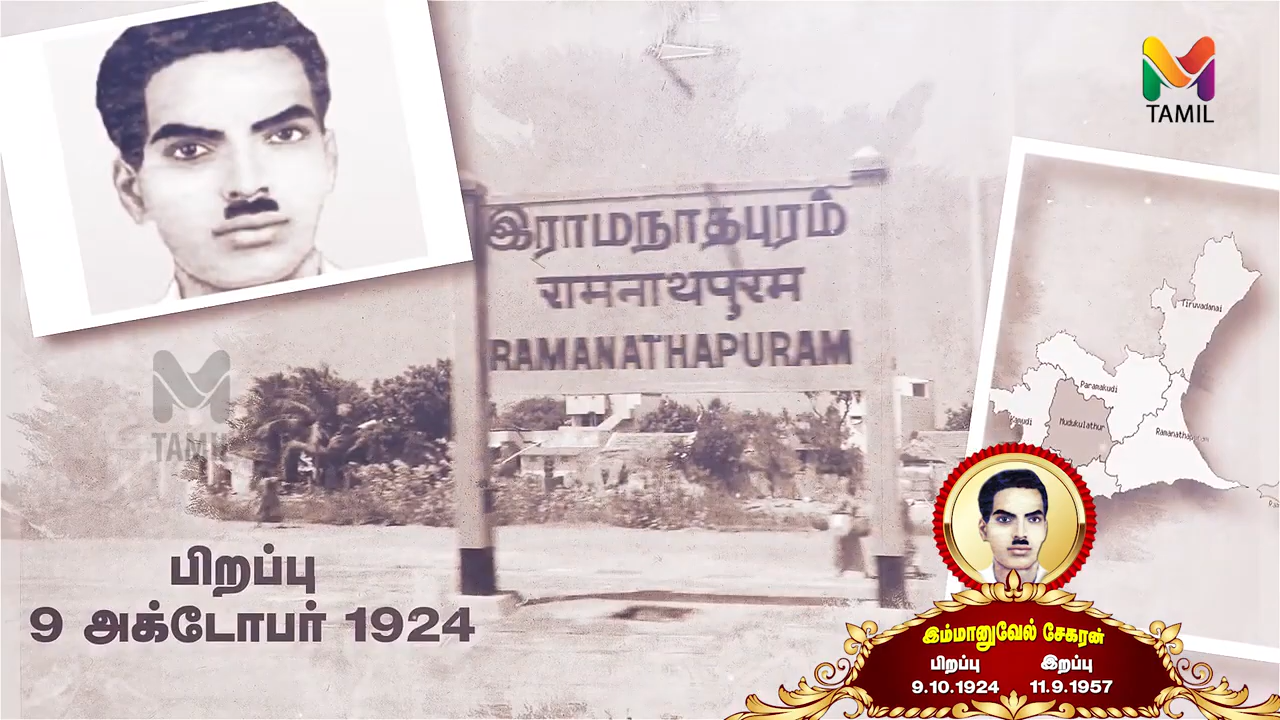 TAMIL
இராமநாதபுரம்
रामनाथपुरम
RAMANATHAPURAM
Tiruvadanai
Paramakudi
Mudukulathur
TAMIL
பிறப்பு
9 அக்டோபர் 1924
இம்மானுவேல் சேகரன்
பிறப்பு இறப்பு
9.10.1924 11.9.1957